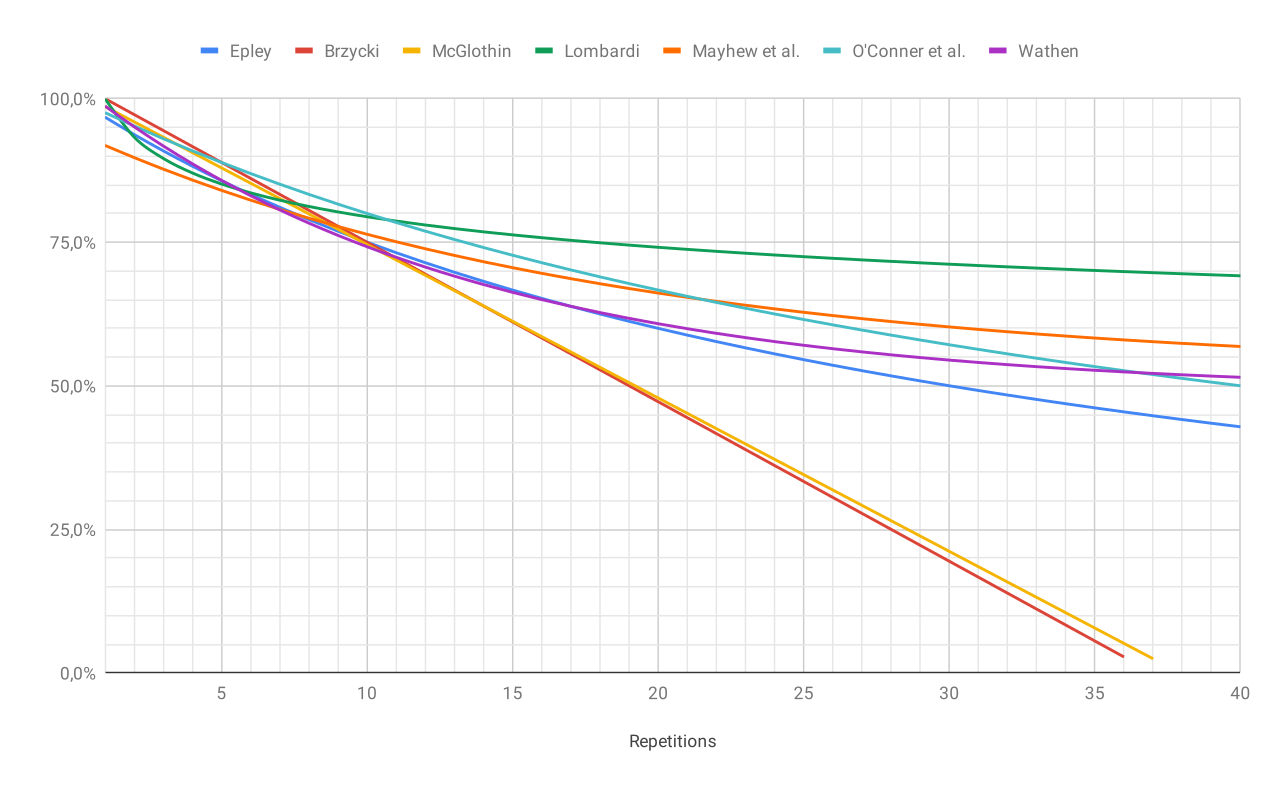 Epley Brzycki McGlothin Lombardi Mayhew et al. O'Conner et al. Wathen
100,0%
75,0%
50,0%
25,0%
0,0%
5 10 15 20 25 30 35 40
Repetitions